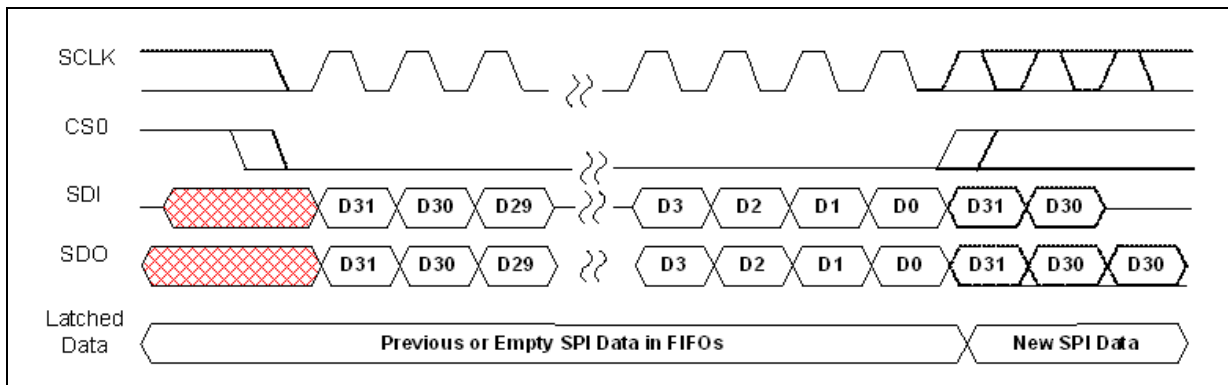 SCLK
CS0
SDI
D31 D30 D29 D3 D2 D1 D0 D31 D30
SDO
D31 D30 D29 D3 D2 D1 D0 D31 D30 D30
Latched
Data
Previous or Empty SPI Data in FIFOs New SPI Data